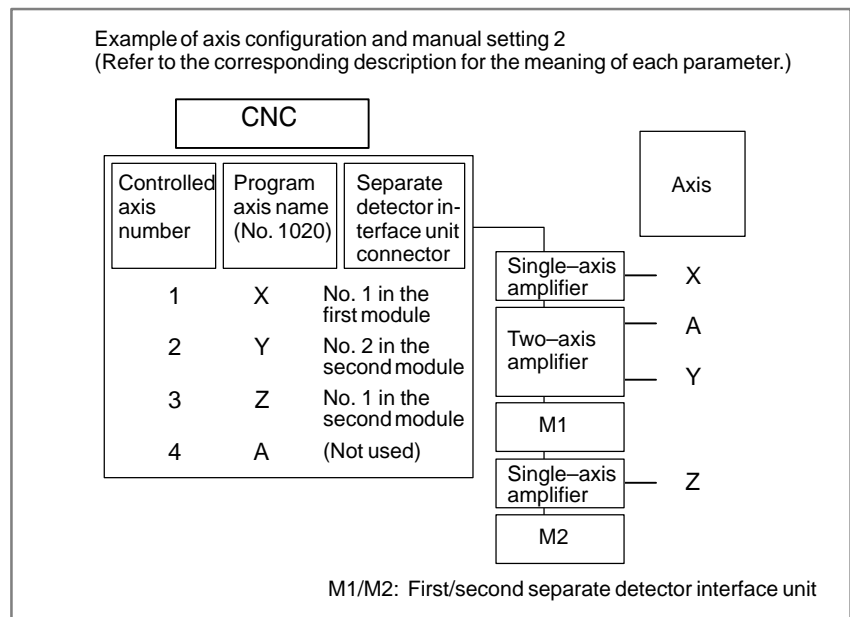 Example of axis configuration and manual setting 2
(Refer to the corresponding description for the meaning of each parameter.)
CNC
Controlled
axis
number
Program
axis name
(No. 1020)
Separate
detector in-
terface unit
connector
1 X No. 1 in the
first module
2 Y No. 2 in the
second module
3 Z No. 1 in the
second module
4 A (Not used)
Axis
Single–axis
amplifier
X
Two–axis
amplifier
A
Y
M1
Single–axis
amplifier
Z
M2
M1/M2: First/second separate detector interface unit